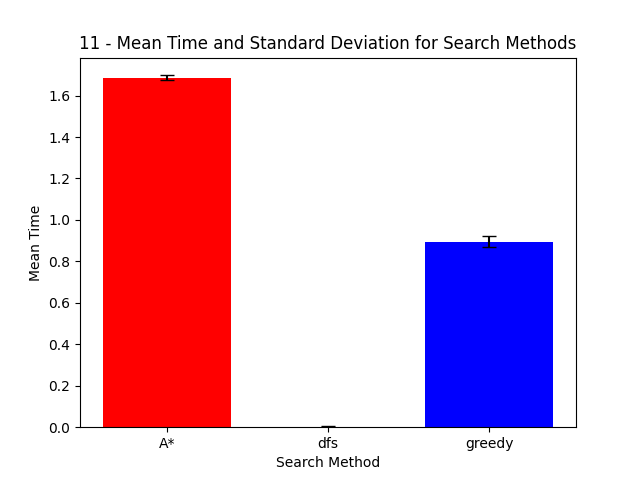 11 - Mean Time and Standard Deviation for Search Methods
Mean Time
1.6
1.4
1.2
1.0
0.8
0.6
0.4
0.2
0.0
A*
dfs
greedy
Search Method